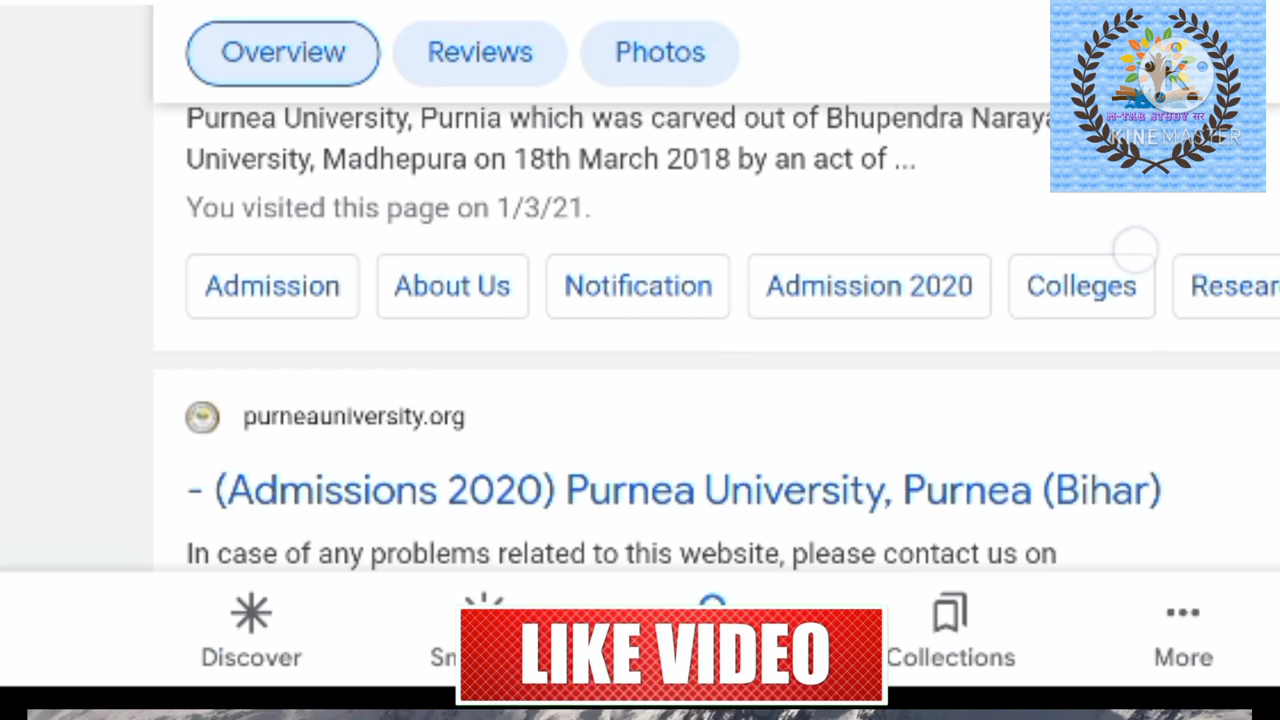 Overview Reviews Photos
Purnea University, Purnia which was carved out of Bhupendra Naraya
University, Madhepura on 18th March 2018 by an act of ...
You visited this page on 1/3/21.
Admission About Us Notification Admission 2020 Colleges Resear
purneauniversity.org
- (Admissions 2020) Purnea University, Purnea (Bihar)
In case of any problems related to this website, please contact us on
Discover Sn Collections More
LIKE VIDEO
STUDY पर
KINEMASTER